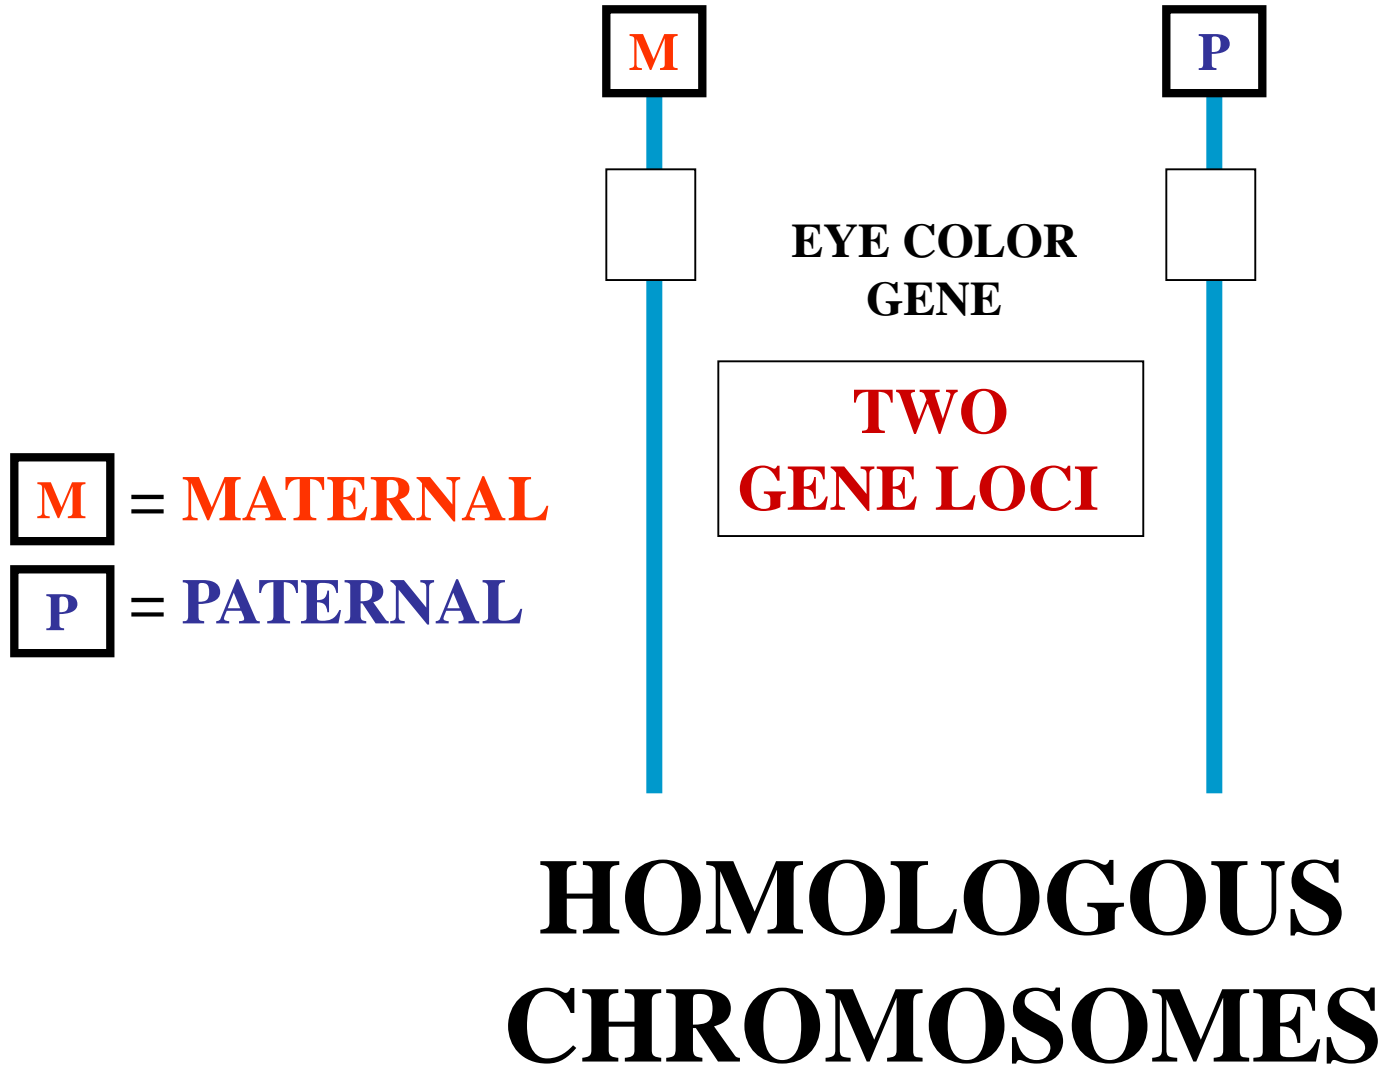 M
P
EYE COLOR
GENE
TWO
GENE LOCI
M = MATERNAL
P = PATERNAL
HOMOLOGOUS
CHROMOSOMES